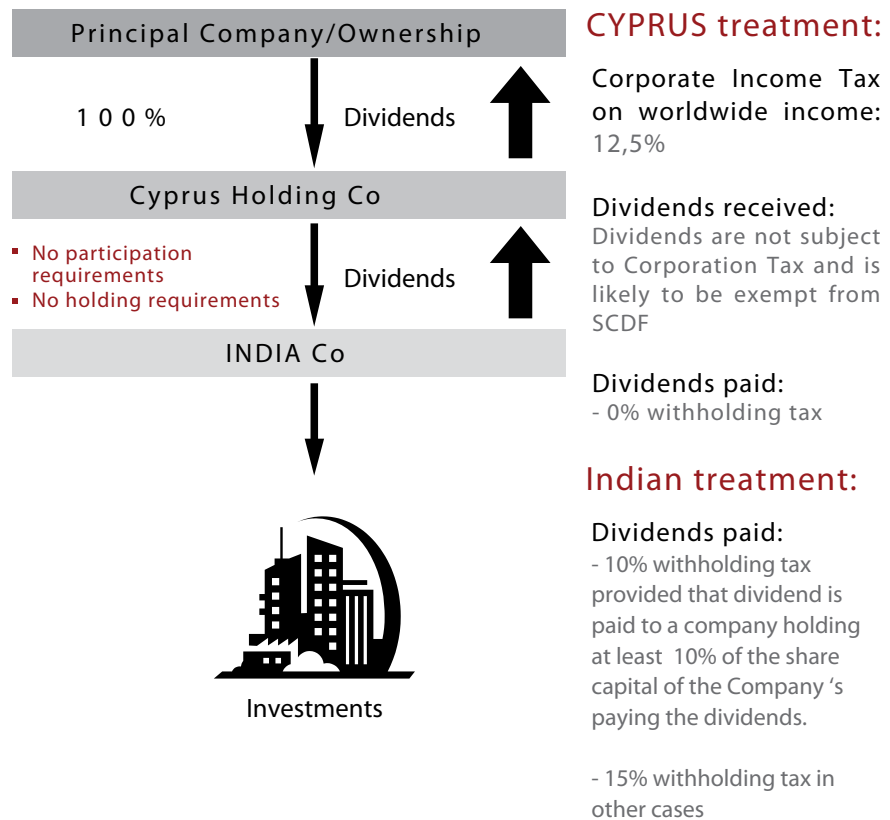 Principal Company/Ownership
100%
Dividends
Cyprus Holding Co
▪ No participation
requirements
▪ No holding requirements
Dividends
INDIA Co
Investments
CYPRUS treatment:
Corporate Income Tax
on worldwide income:
12,5%
Dividends received:
Dividends are not subject
to Corporation Tax and is
likely to be exempt from
SCDF
Dividends paid:
- 0% withholding tax
Indian treatment:
Dividends paid:
- 10% withholding tax
provided that dividend is
paid to a company holding
at least 10% of the share
capital of the Company ‘s
paying the dividends.
- 15% withholding tax in
other cases